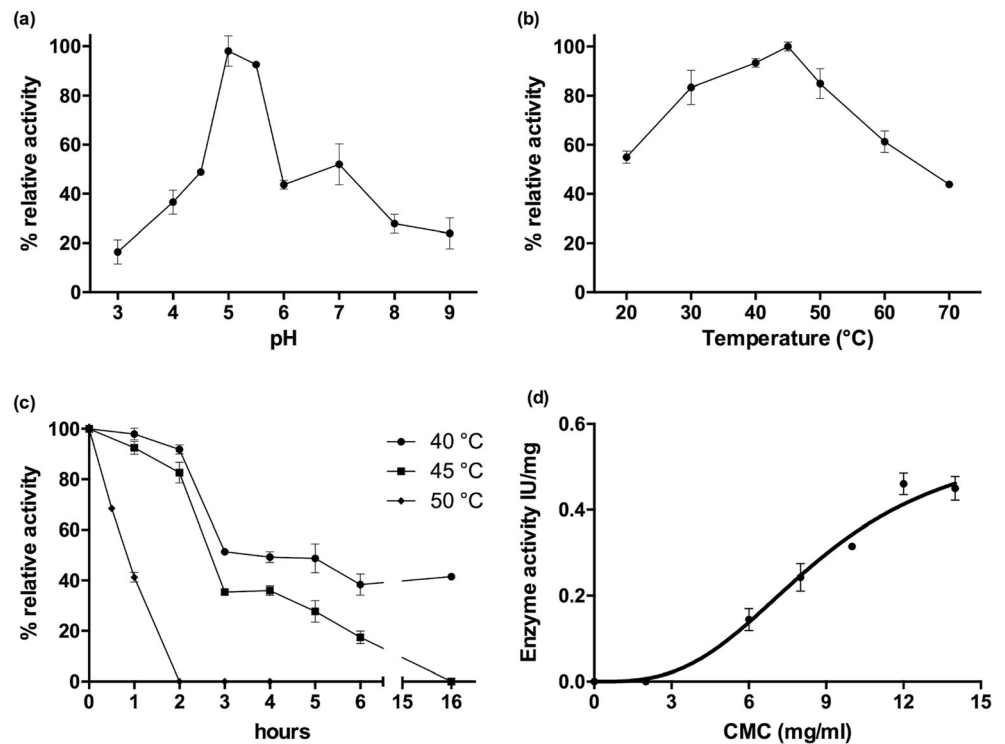 (a)
% relative activity
100
80
60
40
20
0
3 4 5 6 7 8 9
pH
(b)
% relative activity
100
80
60
40
20
0
20 30 40 50 60 70
Temperature (°C)
(c)
% relative activity
100
80
60
40
20
0
0 1 2 3 4 5 6 15 16
hours
40 °C
45 °C
50 °C
(d)
Enzyme activity IU/mg
0.6
0.4
0.2
0.0
0 3 6 9 12 15
CMC (mg/ml)